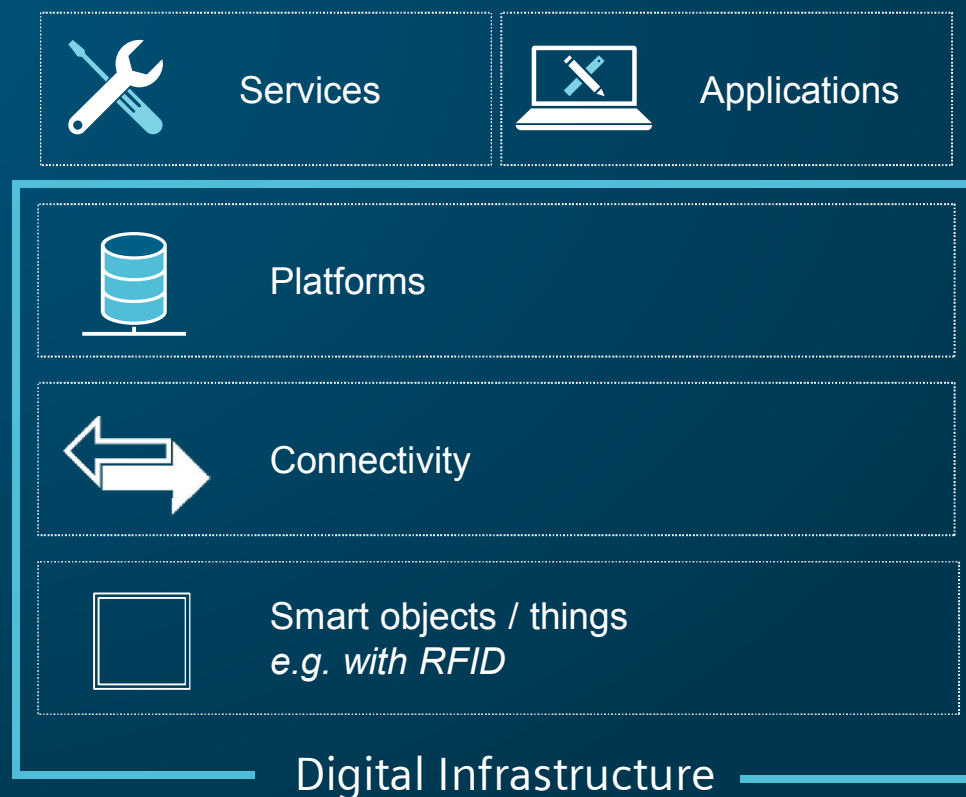 Services
Applications
Platforms
Connectivity
Smart objects / things
e.g. with RFID
Digital Infrastructure